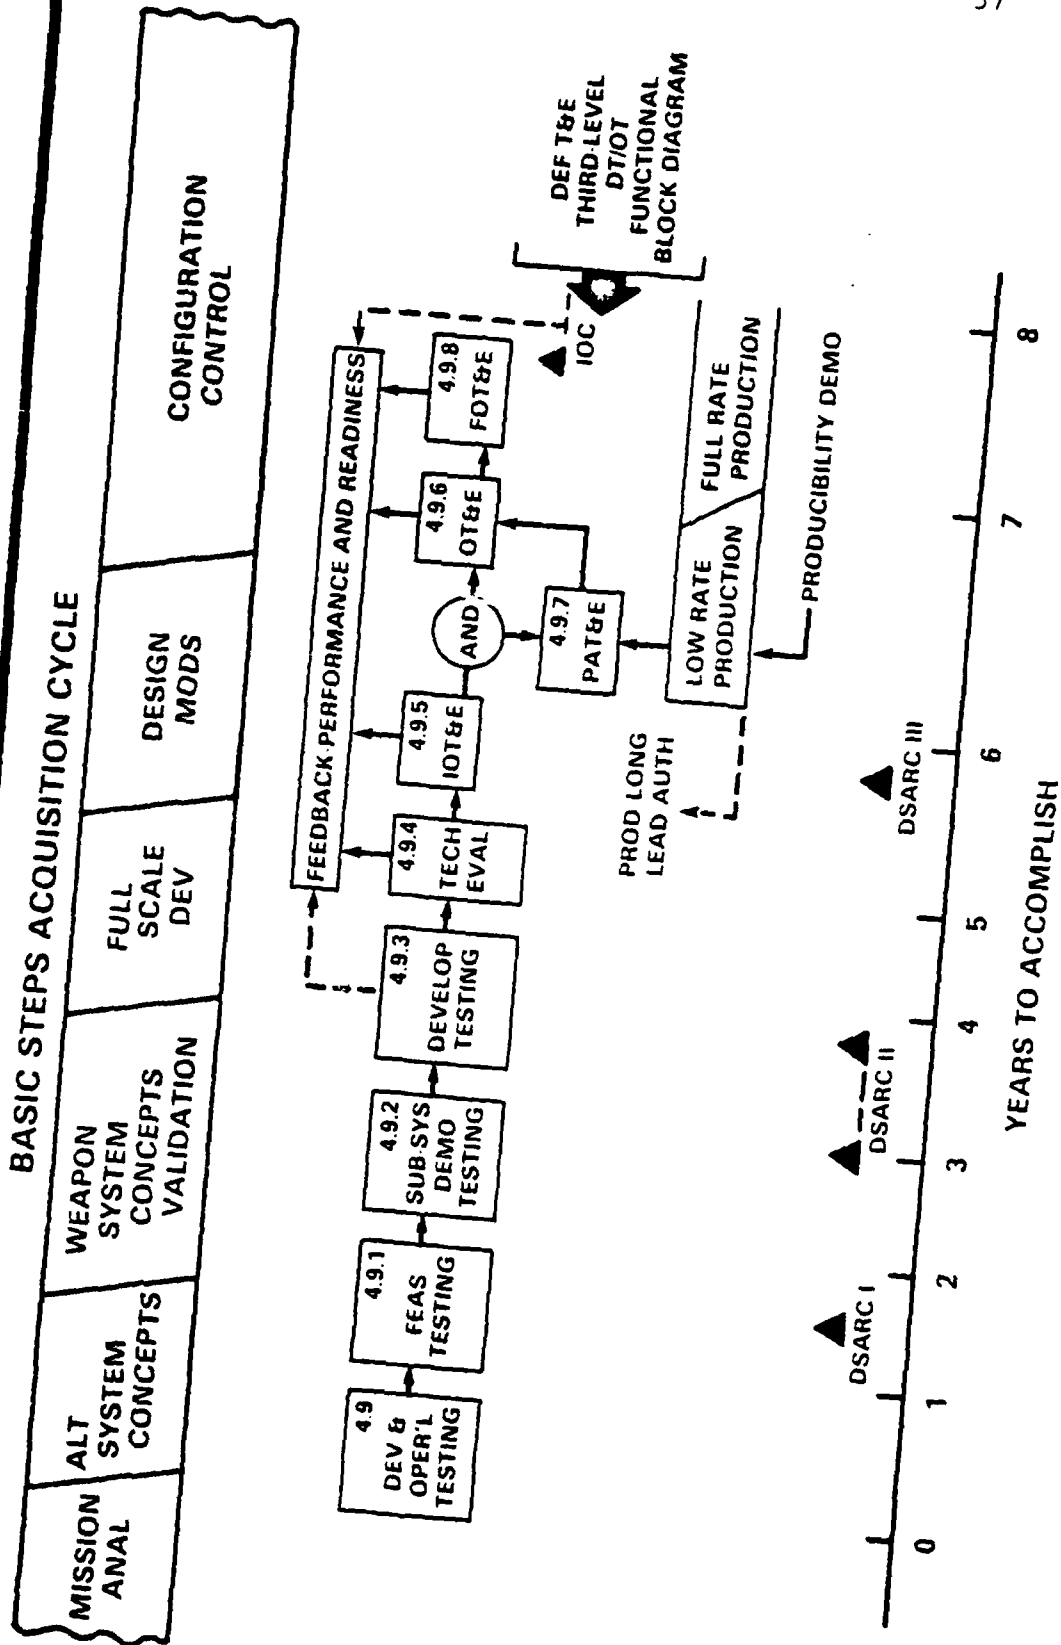 57
BASIC STEPS ACQUISITION CYCLE
MISSION
ANAL
ALT
SYSTEM
CONCEPTS
WEAPON
SYSTEM
CONCEPTS
VALIDATION
FULL
SCALE
DEV
DESIGN
MODS
CONFIGURATION
CONTROL
FEEDBACK-PERFORMANCE AND READINESS
4.9
DEV &
OPER'L
TESTING
4.9.1
FEAS
TESTING
4.9.2
SUB-SYS
DEMO
TESTING
4.9.3
DEVELOP
TESTING
4.9.4
TECH
EVAL
4.9.5
IOT&E
AND
4.9.6
OT&E
4.9.8
FOT&E
4.9.7
PAT&E
IOC
DEF T&E
THIRD-LEVEL
DT/OT
FUNCTIONAL
BLOCK DIAGRAM
PROD LONG
LEAD AUTH
LOW RATE
PRODUCTION
FULL RATE
PRODUCTION
PRODUCIBILITY DEMO
DSARC I
DSARC II
DSARC III
0 1 2 3 4 5 6 7 8
YEARS TO ACCOMPLISH